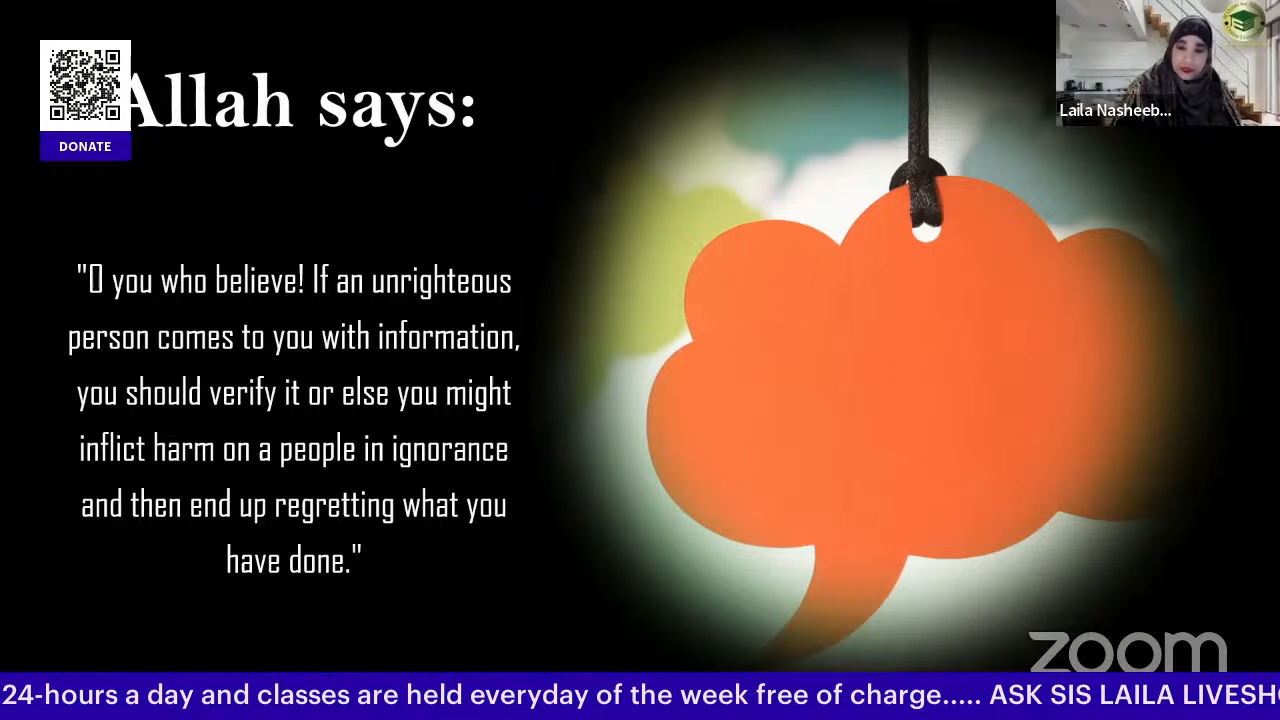 Allah says:
DONATE
Laila Nasheeb...
"O you who believe! If an unrighteous
person comes to you with information,
you should verify it or else you might
inflict harm on a people in ignorance
and then end up regretting what you
have done."
zoom
24-hours a day and classes are held everyday of the week free of charge..... ASK SIS LAILA LIVESH